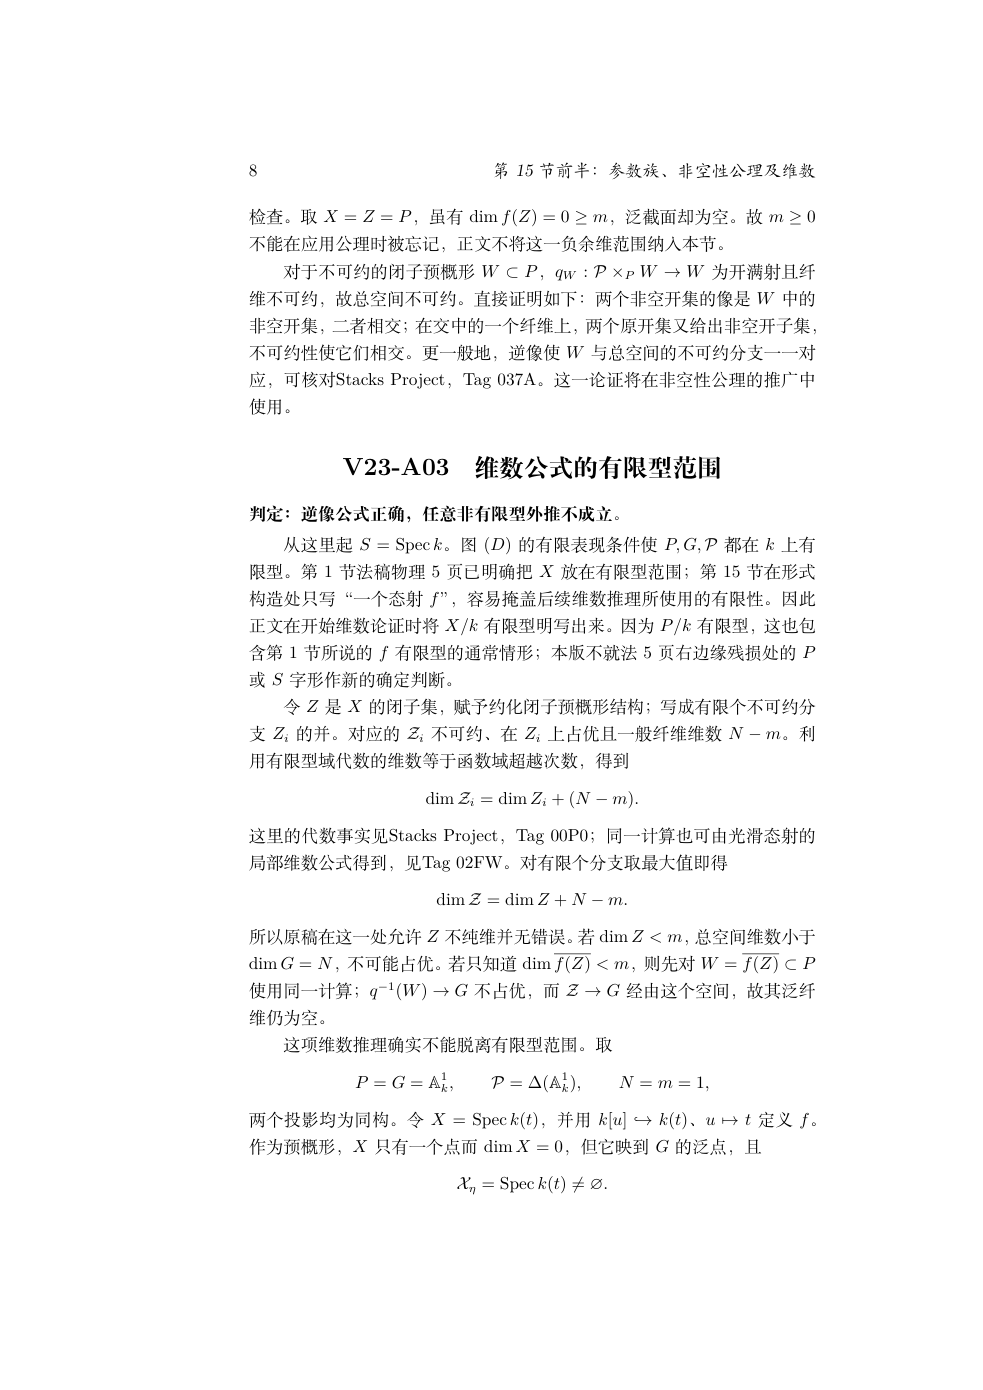 8 第 15 节前半：参数族、非空性公理及维数
检查。取 X = Z = P，虽有 dim f(Z) = 0 ≥ m，泛截面却为空。故 m ≥ 0
不能在应用公理时被忘记，正文不将这一负余维范围纳入本节。
对于不可约的闭子预概形 W ⊂ P，q_W : 𝒫 ×_P W → W 为开满射且纤
维不可约，故总空间不可约。直接证明如下：两个非空开集的像是 W 中的
非空开集，二者相交；在交中的一个纤维上，两个原开集又给出非空开子集，
不可约性使它们相交。更一般地，逆像使 W 与总空间的不可约分支一一对
应，可核对Stacks Project，Tag 037A。这一论证将在非空性公理的推广中
使用。
V23-A03 维数公式的有限型范围
判定：逆像公式正确，任意非有限型外推不成立。
从这里起 S = Spec k。图 (D) 的有限表现条件使 P, G, 𝒫 都在 k 上有
限型。第 1 节法稿物理 5 页已明确把 X 放在有限型范围；第 15 节在形式
构造处只写 “一个态射 f”，容易掩盖后续维数推理所使用的有限性。因此
正文在开始维数论证时将 X/k 有限型明写出来。因为 P/k 有限型，这也包
含第 1 节所说的 f 有限型的通常情形；本版不就法 5 页右边缘残损处的 P
或 S 字形作新的确定判断。
令 Z 是 X 的闭子集，赋予约化闭子预概形结构；写成有限个不可约分
支 Z_i 的并。对应的 𝒵_i 不可约、在 Z_i 上占优且一般纤维维数 N − m。利
用有限型域代数的维数等于函数域超越次数，得到
dim 𝒵_i = dim Z_i + (N − m).
这里的代数事实见Stacks Project，Tag 00P0；同一计算也可由光滑态射的
局部维数公式得到，见Tag 02FW。对有限个分支取最大值即得
dim 𝒵 = dim Z + N − m.
所以原稿在这一处允许 Z 不纯维并无错误。若 dim Z < m，总空间维数小于
dim G = N，不可能占优。若只知道 dim \overline{f(Z)} < m，则先对 W = \overline{f(Z)} ⊂ P
使用同一计算；q^{-1}(W) → G 不占优，而 𝒵 → G 经由这个空间，故其泛纤
维仍为空。
这项维数推理确实不能脱离有限型范围。取
P = G = 𝔸^1_k, 𝒫 = Δ(𝔸^1_k), N = m = 1,
两个投影均为同构。令 X = Spec k(t)，并用 k[u] ↪ k(t)、u ↦ t 定义 f。
作为预概形，X 只有一个点而 dim X = 0，但它映到 G 的泛点，且
𝒳_η = Spec k(t) ≠ ∅.